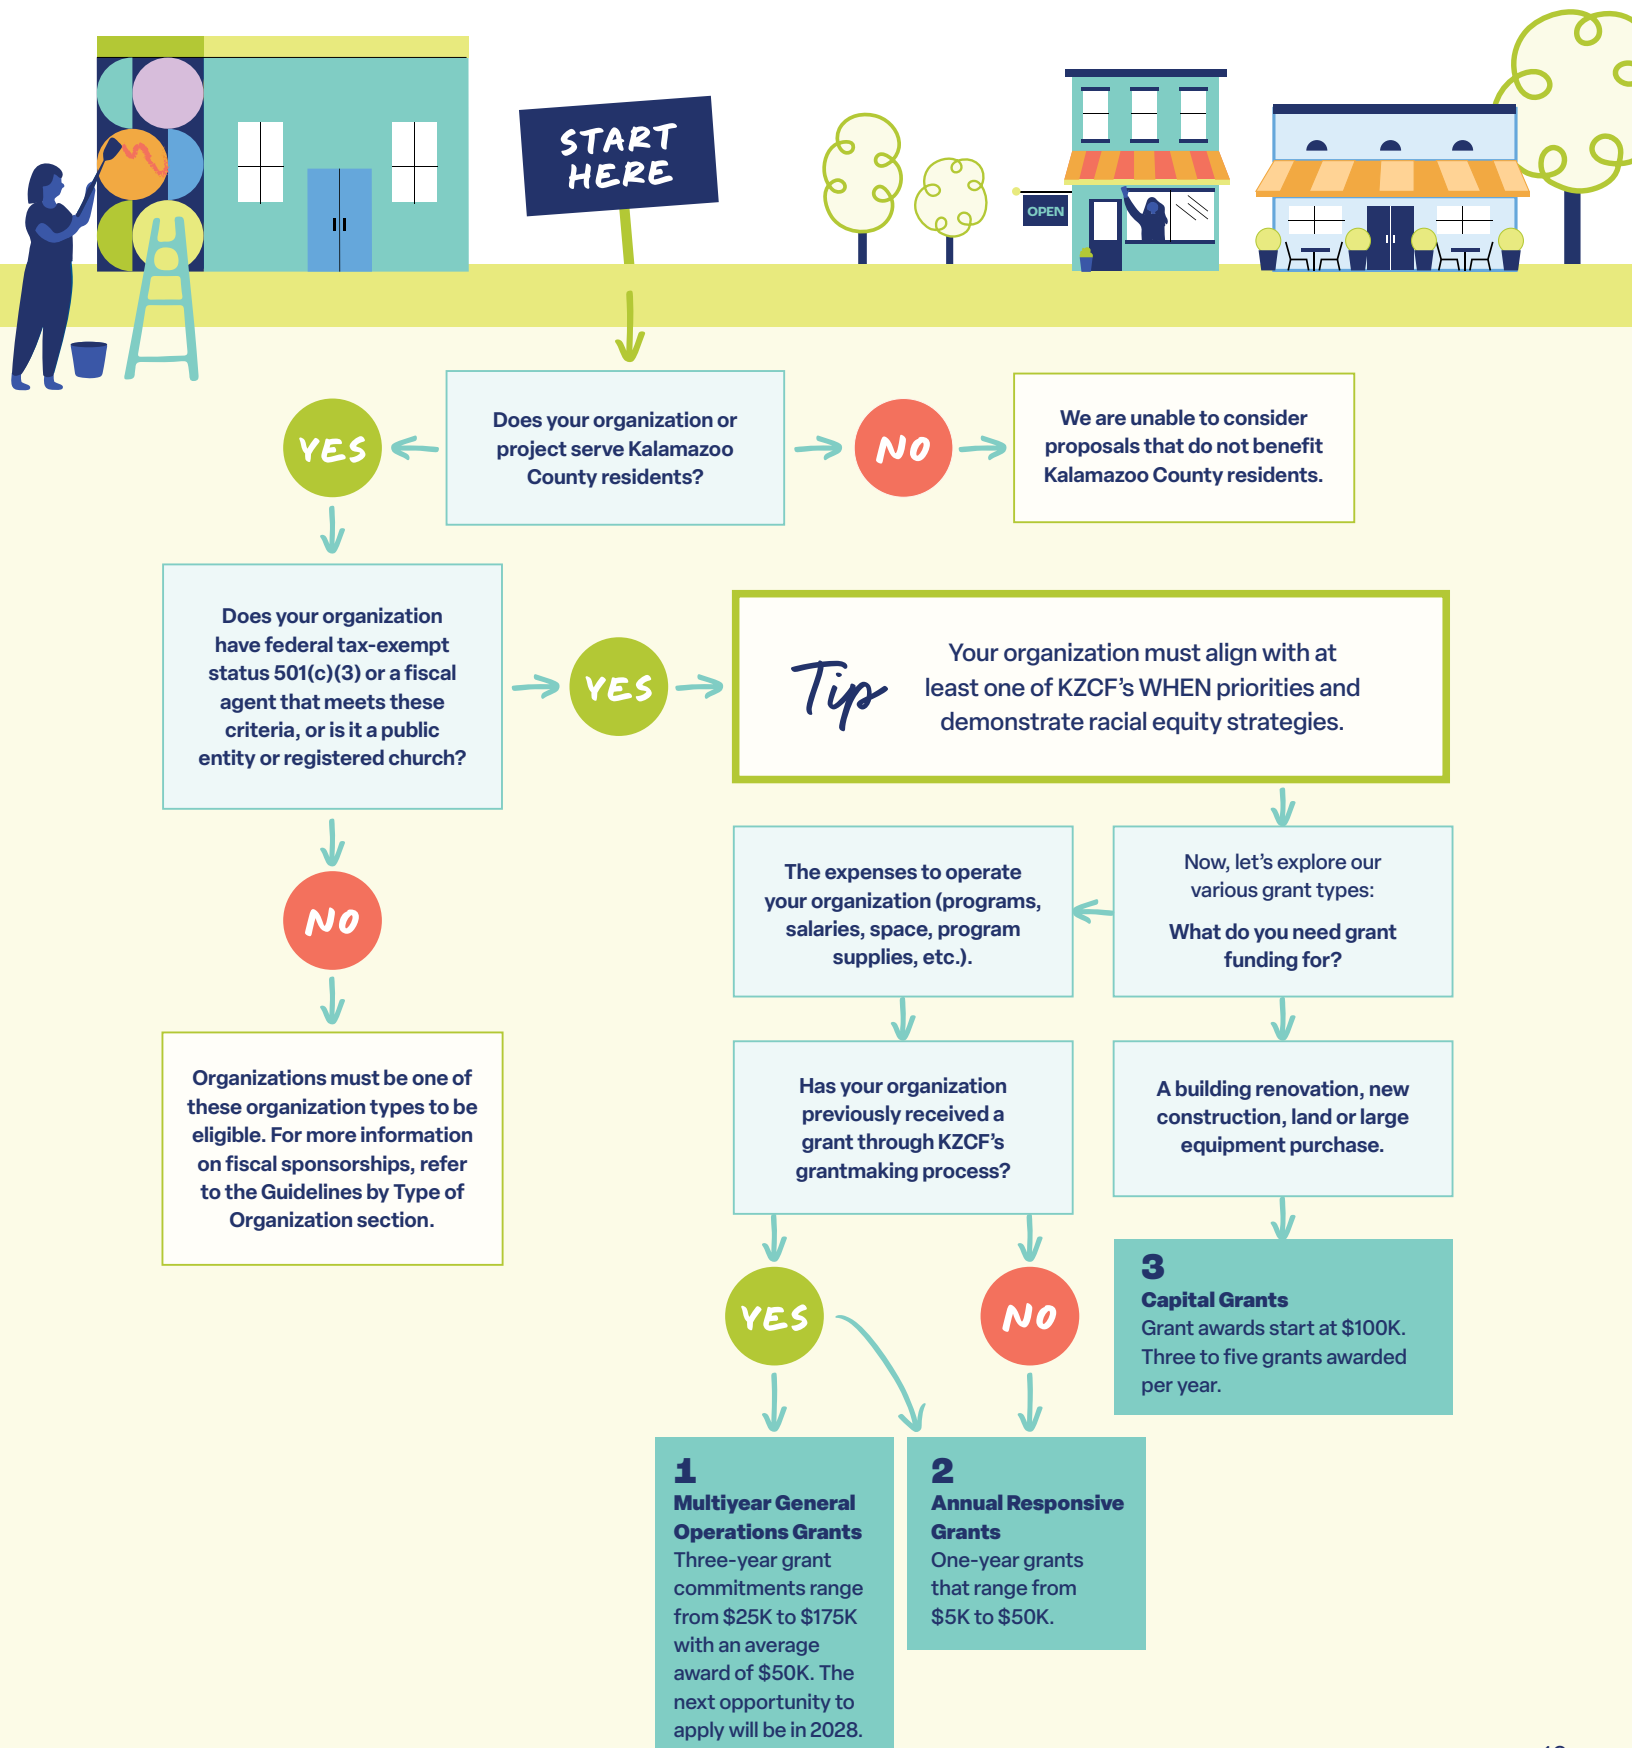 START
HERE
OPEN
YES
Does your organization or
project serve Kalamazoo
County residents?
NO
We are unable to consider
proposals that do not benefit
Kalamazoo County residents.
Does your organization
have federal tax-exempt
status 501(c)(3) or a fiscal
agent that meets these
criteria, or is it a public
entity or registered church?
YES
Tip
Your organization must align with at
least one of KZCF's WHEN priorities and
demonstrate racial equity strategies.
NO
Organizations must be one of
these organization types to be
eligible. For more information
on fiscal sponsorships, refer
to the Guidelines by Type of
Organization section.
Now, let's explore our
various grant types:
What do you need grant
funding for?
The expenses to operate
your organization (programs,
salaries, space, program
supplies, etc.).
Has your organization
previously received a
grant through KZCF's
grantmaking process?
A building renovation, new
construction, land or large
equipment purchase.
YES
NO
3
Capital Grants
Grant awards start at $100K.
Three to five grants awarded
per year.
1
Multiyear General
Operations Grants
Three-year grant
commitments range
from $25K to $175K
with an average
award of $50K. The
next opportunity to
apply will be in 2028.
2
Annual Responsive
Grants
One-year grants
that range from
$5K to $50K.